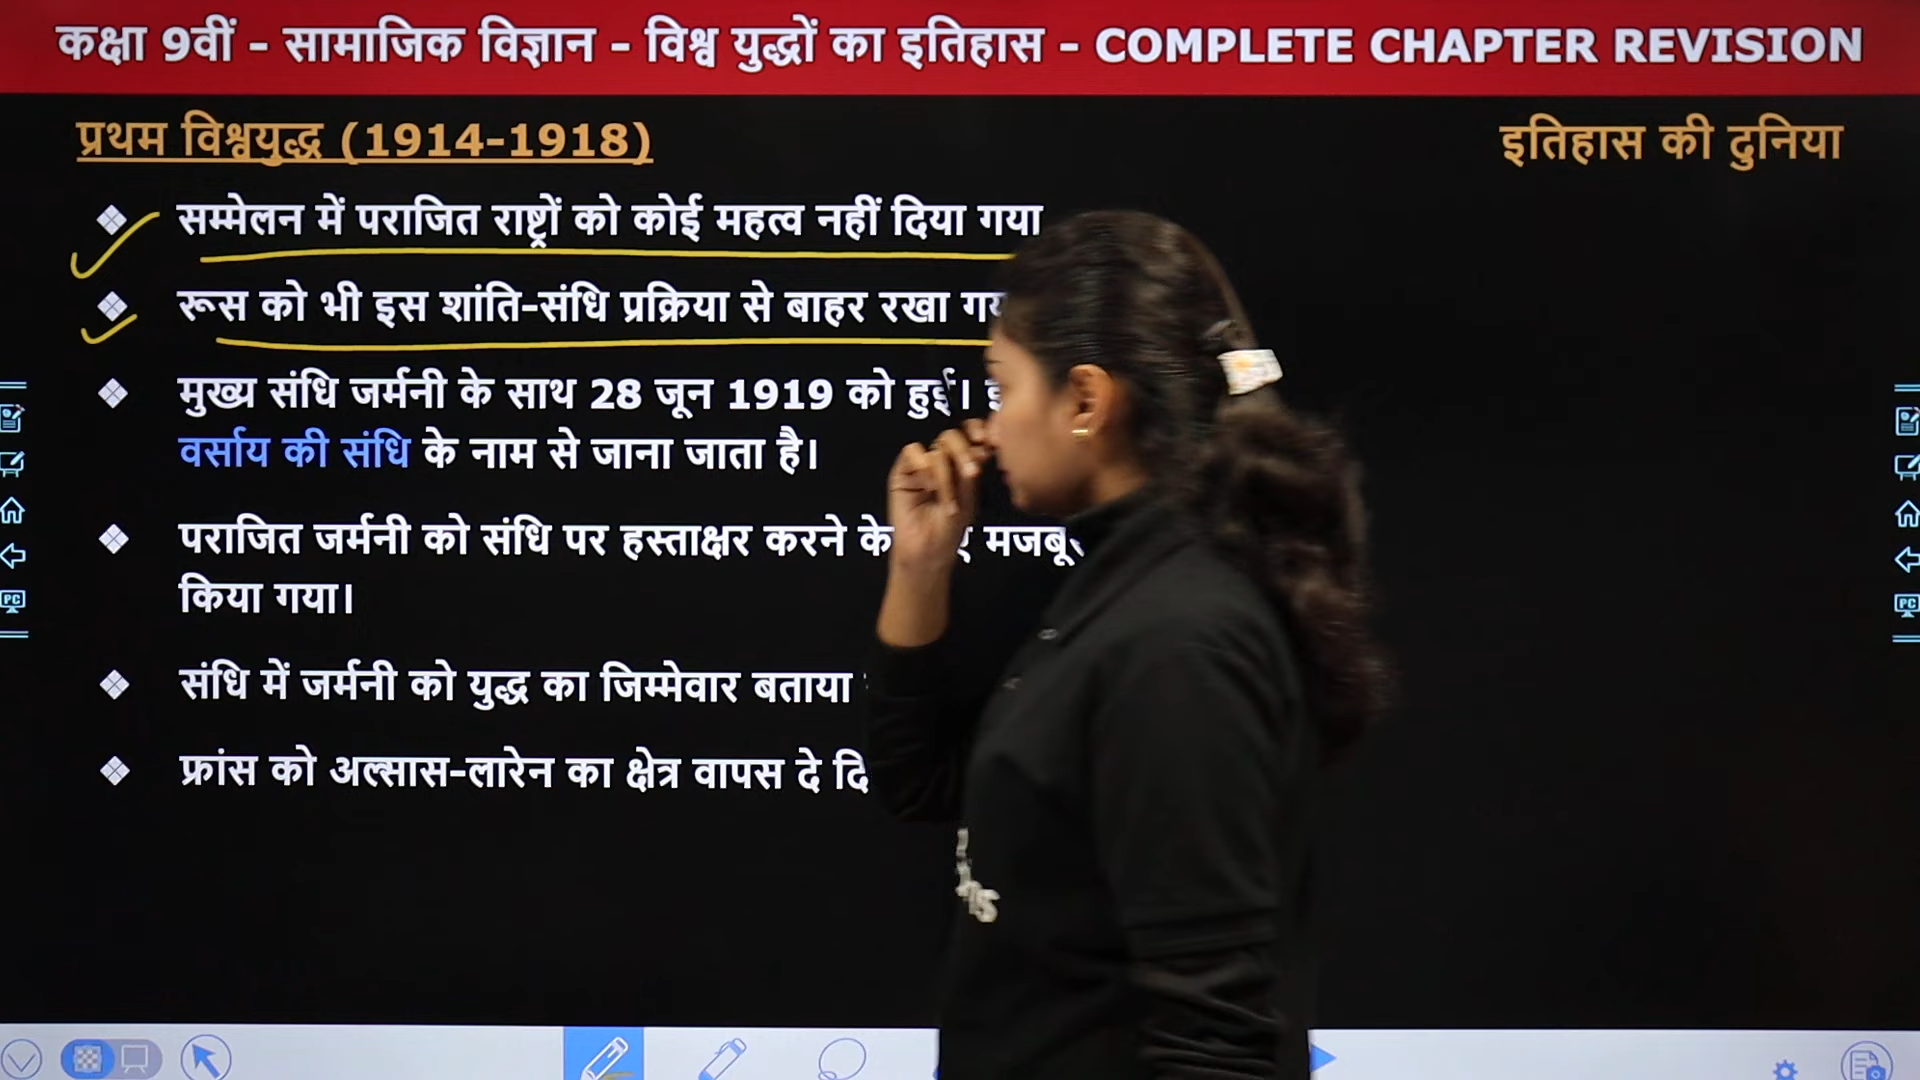 कक्षा 9वीं - सामाजिक विज्ञान - विश्व युद्धों का इतिहास - COMPLETE CHAPTER REVISION
प्रथम विश्वयुद्ध (1914-1918)
इतिहास की दुनिया
सम्मेलन में पराजित राष्ट्रों को कोई महत्व नहीं दिया गया
रूस को भी इस शांति-संधि प्रक्रिया से बाहर रखा
मुख्य संधि जर्मनी के साथ 28 जून 1919 को हुई।
वर्साय की संधि के नाम से जाना जाता है।
पराजित जर्मनी को संधि पर हस्ताक्षर करने के
किया गया।
संधि में जर्मनी को युद्ध का जिम्मेवार बताया
फ्रांस को अल्सास-लारेन का क्षेत्र वापस दे
PC
PC